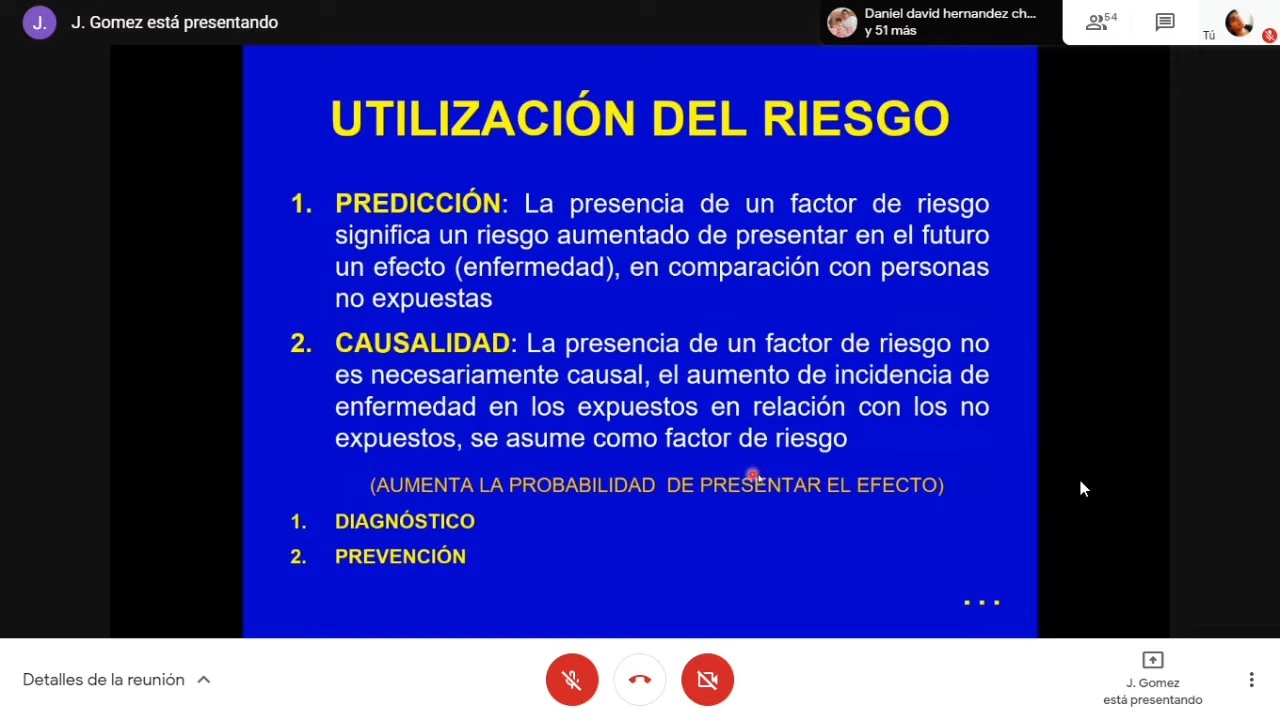 J.
J. Gomez está presentando
Daniel david hernandez ch...
y 51 más
54
Tú
UTILIZACIÓN DEL RIESGO
1. PREDICCIÓN: La presencia de un factor de riesgo
significa un riesgo aumentado de presentar en el futuro
un efecto (enfermedad), en comparación con personas
no expuestas
2. CAUSALIDAD: La presencia de un factor de riesgo no
es necesariamente causal, el aumento de incidencia de
enfermedad en los expuestos en relación con los no
expuestos, se asume como factor de riesgo
(AUMENTA LA PROBABILIDAD DE PRESENTAR EL EFECTO)
1. DIAGNÓSTICO
2. PREVENCIÓN
...
Detalles de la reunión
J. Gomez
está presentando